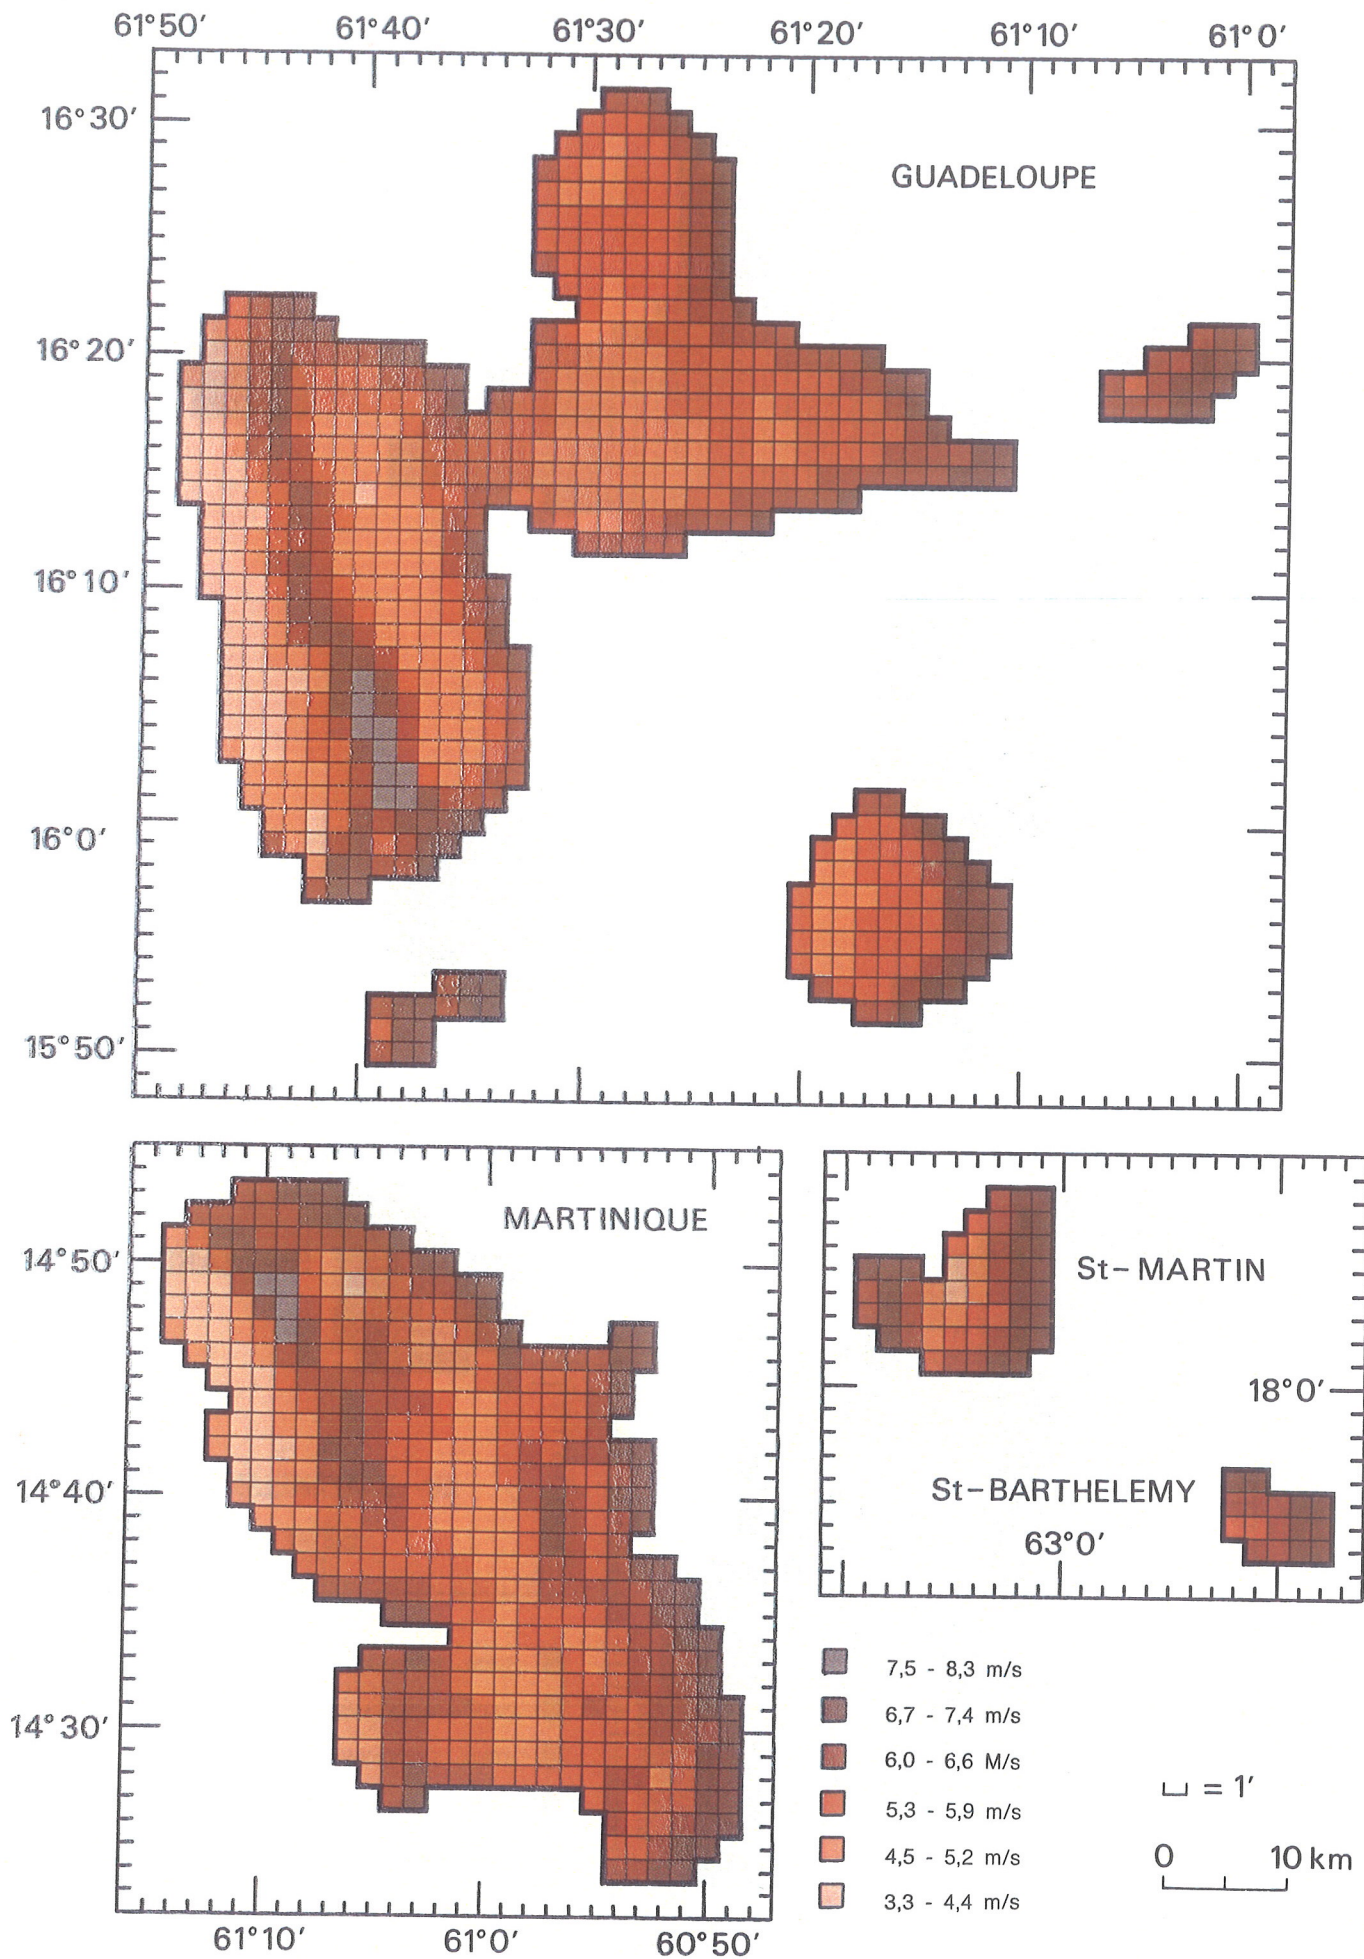 61°50′ 61°40′ 61°30′ 61°20′ 61°10′ 61°0′
16°30′
GUADELOUPE
16°20′
16°10′
16°0′
15°50′
MARTINIQUE
14°50′
St-MARTIN
18°0′
14°40′
St-BARTHELEMY
63°0′
7,5 - 8,3 m/s
6,7 - 7,4 m/s
14°30′
6,0 - 6,6 M/s
= 1′
5,3 - 5,9 m/s
4,5 - 5,2 m/s
0 10 km
3,3 - 4,4 m/s
61°10′ 61°0′ 60°50′